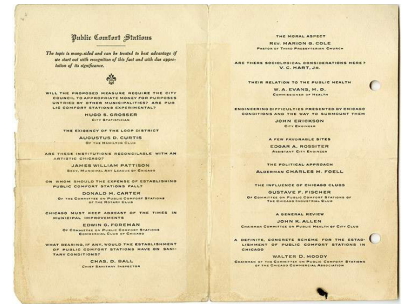 Public Comfort Stations
The topic is many-sided and can be treated to best advantage if
we start out with recognition of this fact and with due appre-
ciation of its significance.
WILL THE PROPOSED MEASURE REQUIRE THE CITY
COUNCIL TO APPROPRIATE MONEY FOR PURPOSES
UNTRIED BY OTHER MUNICIPALITIES? ARE PUB-
LIC COMFORT STATIONS EXPERIMENTAL?
HUGO S. GROSSER
CITY STATISTICIAN
THE EXIGENCY OF THE LOOP DISTRICT
AUGUSTUS D. CURTIS
OF THE HAMILTON CLUB
ARE THESE INSTITUTIONS RECONCILABLE WITH AN
ARTISTIC CHICAGO?
JAMES WILLIAM PATTISON
SECY. MUNICIPAL ART LEAGUE OF CHICAGO
ON WHOM SHOULD THE EXPENSE OF ESTABLISHING
PUBLIC COMFORT STATIONS FALL?
DONALD M. CARTER
OF THE COMMITTEE ON PUBLIC COMFORT STATIONS
OF THE ROTARY CLUB
CHICAGO MUST KEEP ABREAST OF THE TIMES IN
MUNICIPAL IMPROVEMENTS
EDWIN G. FOREMAN
OF COMMITTEE ON PUBLIC COMFORT STATIONS
COMMERCIAL CLUB OF CHICAGO
WHAT BEARING, IF ANY, WOULD THE ESTABLISHMENT
OF PUBLIC COMFORT STATIONS HAVE ON SANI-
TARY CONDITIONS?
CHAS. B. BALL
CHIEF SANITARY INSPECTOR
THE MORAL ASPECT
REV. MARION G. COLE
PASTOR OF THIRD PRESBYTERIAN CHURCH
ARE THERE SOCIOLOGICAL CONSIDERATIONS HERE?
V. C. HART, JR.
THEIR RELATION TO THE PUBLIC HEALTH
W. A. EVANS, M. D.
COMMISSIONER OF HEALTH
ENGINEERING DIFFICULTIES PRESENTED BY CHICAGO
CONDITIONS AND THE WAY TO SURMOUNT THEM
JOHN ERICKSON
CITY ENGINEER
A FEW FAVORABLE SITES
EDGAR A. ROSSITER
ASSISTANT CITY ENGINEER
THE POLITICAL APPROACH
ALDERMAN CHARLES M. FOELL
THE INFLUENCE OF CHICAGO CLUBS
GUSTAVE F. FISCHER
OF COMMITTEE ON PUBLIC COMFORT STATIONS OF
THE CHICAGO INDUSTRIAL CLUB
A GENERAL REVIEW
JOHN K. ALLEN
CHAIRMAN COMMITTEE ON PUBLIC HEALTH BY CITY CLUB
A DEFINITE, CONCRETE SCHEME FOR THE ESTAB-
LISHMENT OF PUBLIC COMFORT STATIONS IN
CHICAGO
WALTER D. MOODY
CHAIRMAN OF THE COMMITTEE ON PUBLIC COMFORT STATIONS
OF THE CHICAGO COMMERCIAL ASSOCIATION